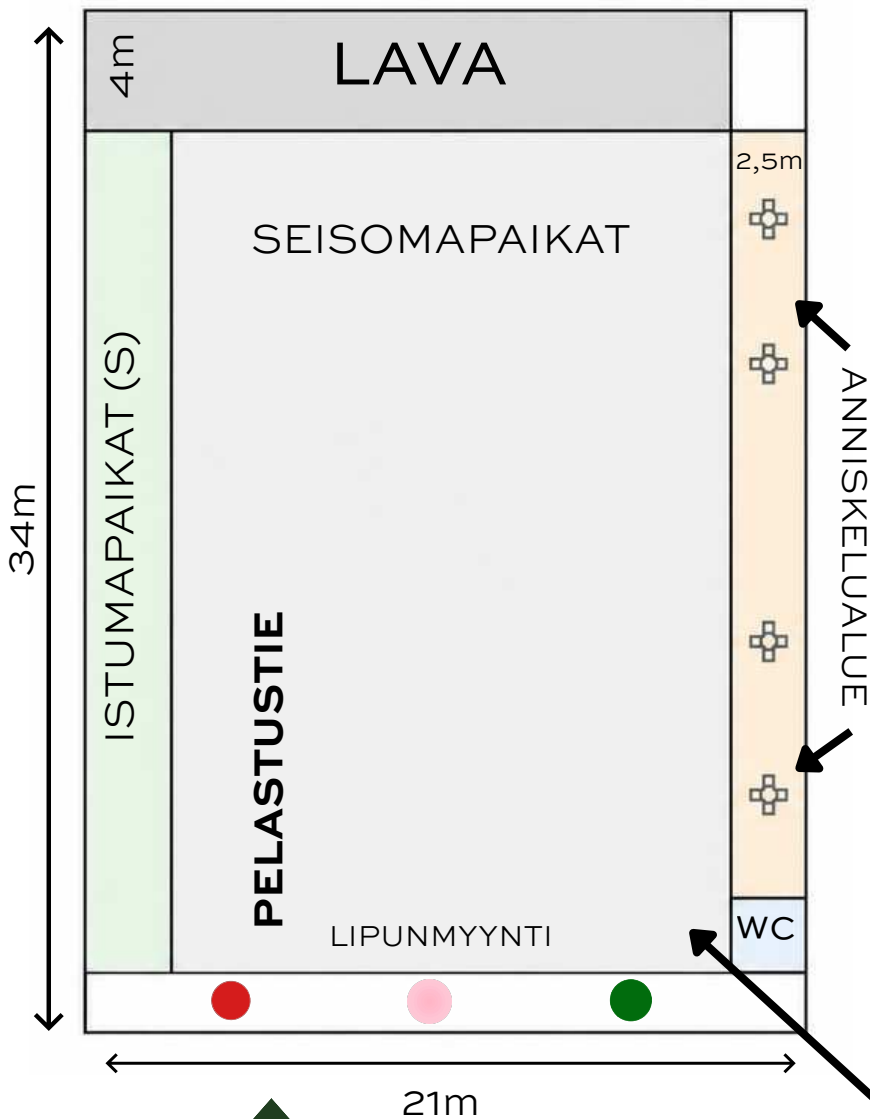 4m
LAVA
2,5m
SEISOMAPAIKAT
ISTUMAPAIKAT (S)
ANNISKELUALUE
34m
PELASTUSTIE
LIPUNMYYNTI
WC
21m